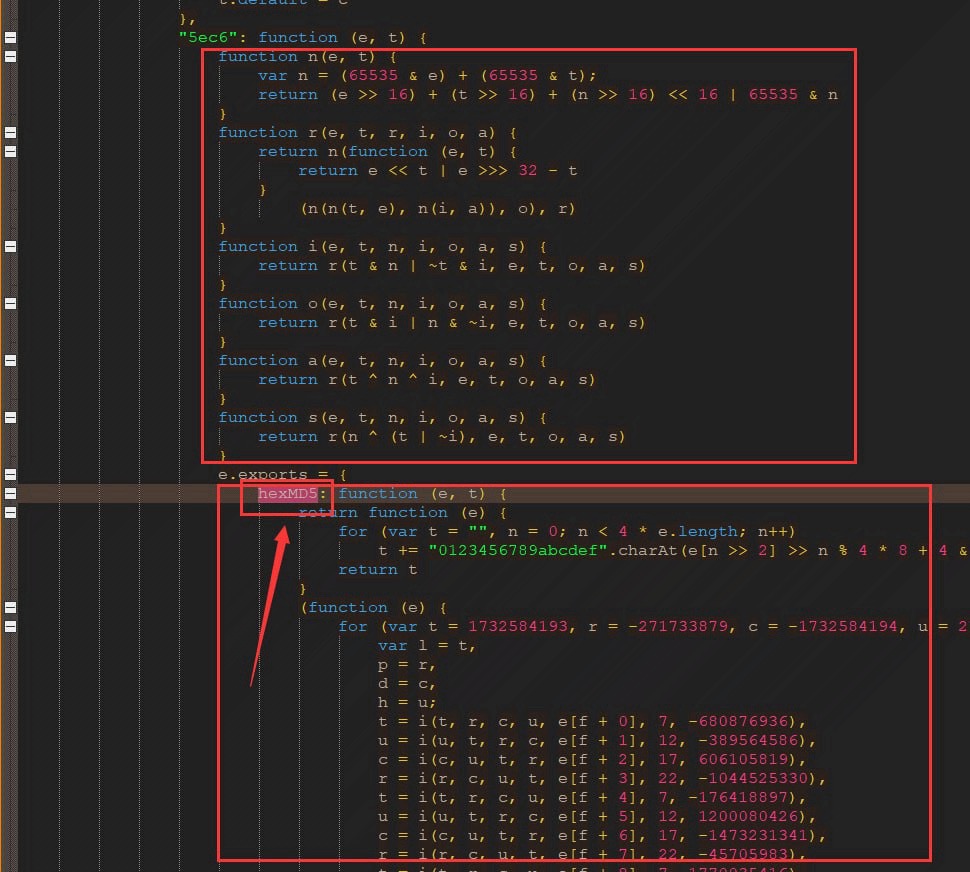 t.default = c
},
"5ec6": function (e, t) {
function n(e, t) {
var n = (65535 & e) + (65535 & t);
return (e >> 16) + (t >> 16) + (n >> 16) << 16 | 65535 & n
}
function r(e, t, r, i, o, a) {
return n(function (e, t) {
return e << t | e >>> 32 - t
}
(n(n(t, e), n(i, a)), o), r)
}
function i(e, t, n, i, o, a, s) {
return r(t & n | ~t & i, e, t, o, a, s)
}
function o(e, t, n, i, o, a, s) {
return r(t & i | n & ~i, e, t, o, a, s)
}
function a(e, t, n, i, o, a, s) {
return r(t ^ n ^ i, e, t, o, a, s)
}
function s(e, t, n, i, o, a, s) {
return r(n ^ (t | ~i), e, t, o, a, s)
}
e.exports = {
hexMD5: function (e, t) {
return function (e) {
for (var t = "", n = 0; n < 4 * e.length; n++)
t += "0123456789abcdef".charAt(e[n >> 2] >> n % 4 * 8 + 4 &
return t
}
(function (e) {
for (var t = 1732584193, r = -271733879, c = -1732584194, u = 2
var l = t,
p = r,
d = c,
h = u;
t = i(t, r, c, u, e[f + 0], 7, -680876936),
u = i(u, t, r, c, e[f + 1], 12, -389564586),
c = i(c, u, t, r, e[f + 2], 17, 606105819),
r = i(r, c, u, t, e[f + 3], 22, -1044525330),
t = i(t, r, c, u, e[f + 4], 7, -176418897),
u = i(u, t, r, c, e[f + 5], 12, 1200080426),
c = i(c, u, t, r, e[f + 6], 17, -1473231341),
r = i(r, c, u, t, e[f + 7], 22, -45705983),